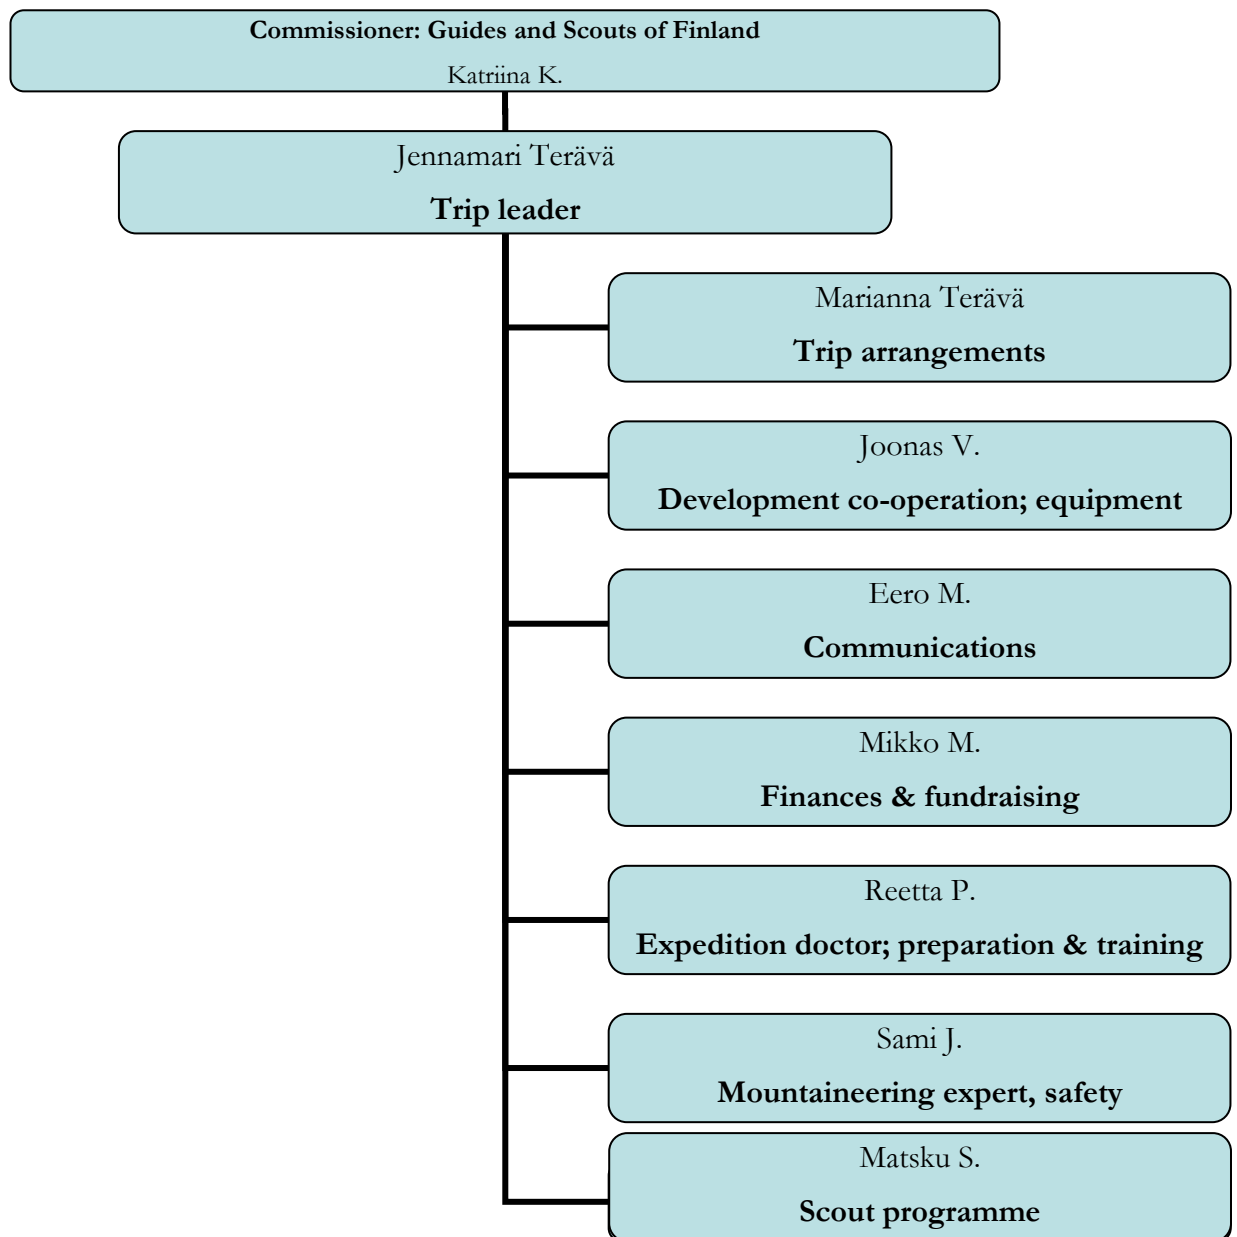 Commissioner: Guides and Scouts of Finland
Katriina K.
Jennamari Terävä
Trip leader
Marianna Terävä
Trip arrangements
Joonas V.
Development co-operation; equipment
Eero M.
Communications
Mikko M.
Finances & fundraising
Reetta P.
Expedition doctor; preparation & training
Sami J.
Mountaineering expert, safety
Matsku S.
Scout programme